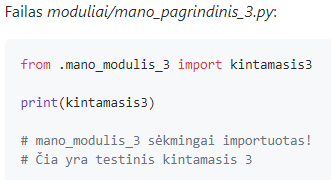 Failas moduliai/mano_pagrindinis_3.py:
from .mano_modulis_3 import kintamasis3
print(kintamasis3)
# mano_modulis_3 sėkmingai importuotas!
# Čia yra testinis kintamasis 3